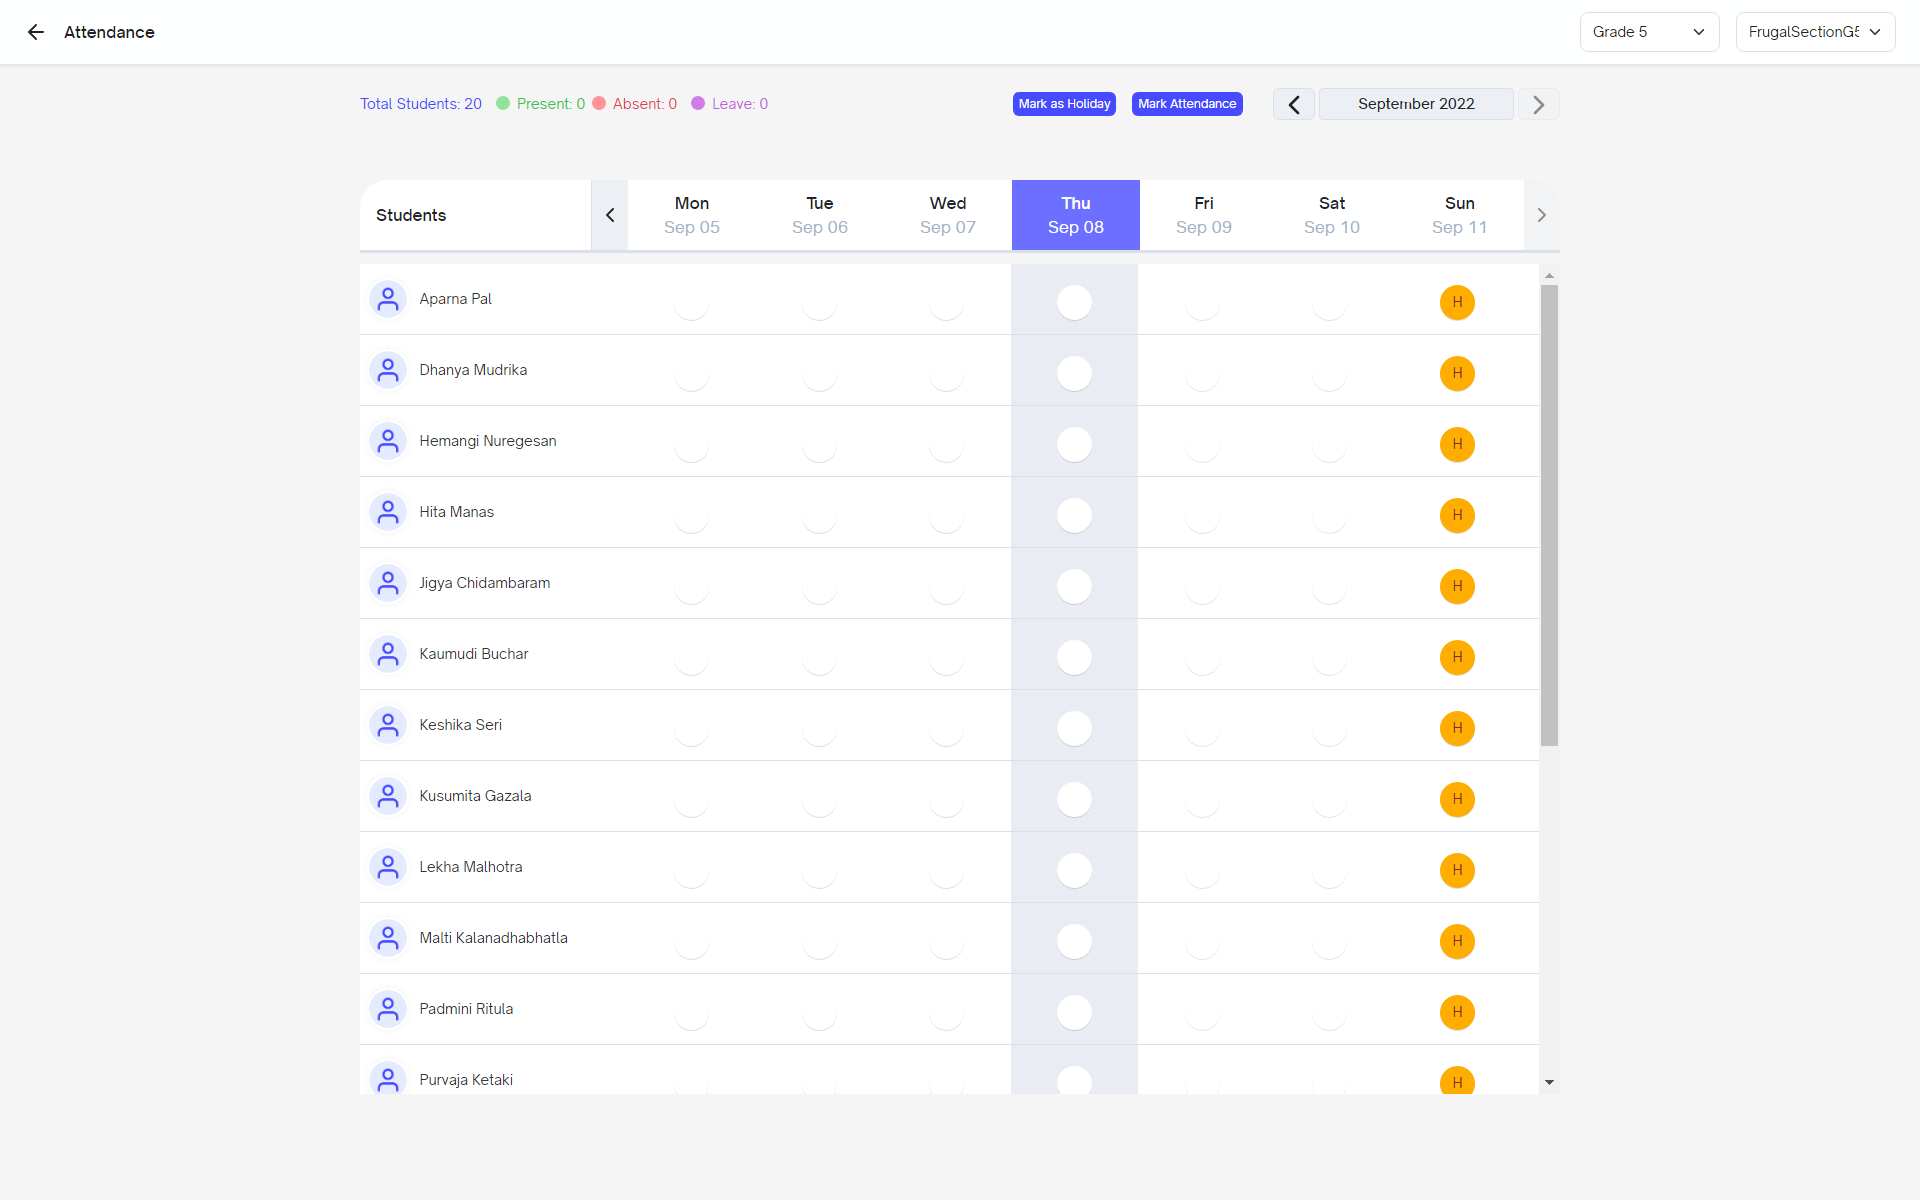 Attendance
Grade 5
FrugalSectionG5
Total Students: 20 Present: 0 Absent: 0 Leave: 0
Mark as Holiday
Mark Attendance
September 2022
Students
Mon Tue Wed Thu Fri Sat Sun
Sep 05 Sep 06 Sep 07 Sep 08 Sep 09 Sep 10 Sep 11
Aparna Pal H
Dhanya Mudrika H
Hemangi Nuregesan H
Hita Manas H
Jigya Chidambaram H
Kaumudi Buchar H
Keshika Seri H
Kusumita Gazala H
Lekha Malhotra H
Malti Kalanadhabhatla H
Padmini Ritula H
Purvaja Ketaki H